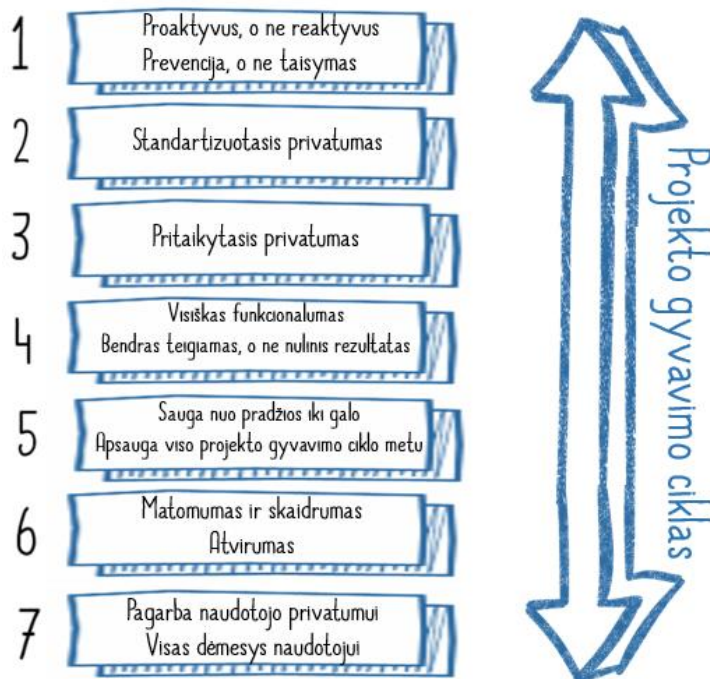 1
Proaktyvus, o ne reaktyvus
Prevencija, o ne taisymas
2
Standartizuotasis privatumas
3
Pritaikytasis privatumas
4
Visiškas funkcionalumas
Bendras teigiamas, o ne nulinis rezultatas
5
Sauga nuo pradžios iki galo
Apsauga viso projekto gyvavimo ciklo metu
6
Matomumas ir skaidrumas
Atvirumas
7
Pagarba naudotojo privatumui
Visas dėmesys naudotojui
Projekto gyvavimo ciklas